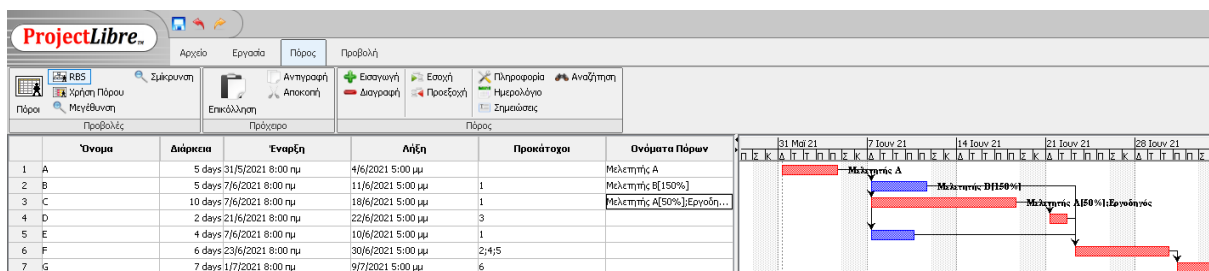 ProjectLibre™
Αρχείο Εργασία Πόρος Προβολή
Πόροι
RBS
Χρήση Πόρου
Μεγέθυνση
Σμίκρυνση
Προβολές
Επικόλληση
Αντιγραφή
Αποκοπή
Πρόχειρο
Εισαγωγή
Διαγραφή
Εσοχή
Προεξοχή
Πληροφορία
Ημερολόγιο
Σημειώσεις
Αναζήτηση
Πόρος
Όνομα Διάρκεια Έναρξη Λήξη Προκάτοχοι Ονόματα Πόρων
1 A 5 days 31/5/2021 8:00 πμ 4/6/2021 5:00 μμ Μελετητής Α
2 B 5 days 7/6/2021 8:00 πμ 11/6/2021 5:00 μμ 1 Μελετητής Β[150%]
3 C 10 days 7/6/2021 8:00 πμ 18/6/2021 5:00 μμ 1 Μελετητής Α[50%];Εργοδη...
4 D 2 days 21/6/2021 8:00 πμ 22/6/2021 5:00 μμ 3
5 E 4 days 7/6/2021 8:00 πμ 10/6/2021 5:00 μμ 1
6 F 6 days 23/6/2021 8:00 πμ 30/6/2021 5:00 μμ 2;4;5
7 G 7 days 1/7/2021 8:00 πμ 9/7/2021 5:00 μμ 6
31 Μαϊ 21 7 Ιουν 21 14 Ιουν 21 21 Ιουν 21 28 Ιουν 21
Π Σ Κ Δ Τ Τ Π Π Σ Κ Δ Τ Τ Π Π Σ Κ Δ Τ Τ Π Π Σ Κ Δ Τ Τ Π Π Σ Κ Δ Τ Τ Π Π Σ
Μελετητής Α
Μελετητής Β[150%]
Μελετητής Α[50%];Εργοδηγός